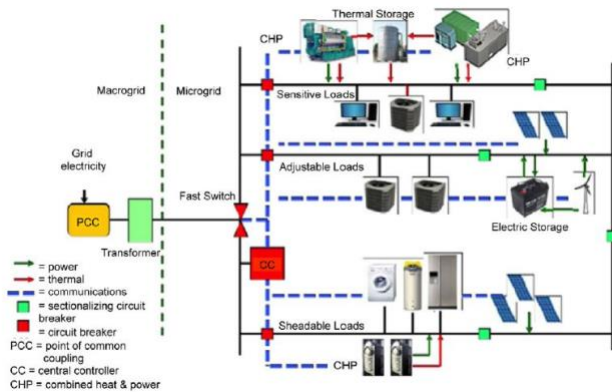 Thermal Storage
CHP
CHP
Macrogrid
Microgrid
Sensitive Loads
Grid
electricity
Adjustable Loads
Fast Switch
PCC
Electric Storage
Transformer
CC
= power
= thermal
= communications
= sectionalizing circuit
breaker
= circuit breaker
PCC = point of common
coupling
CC = central controller
CHP = combined heat & power
Sheadable Loads
CHP